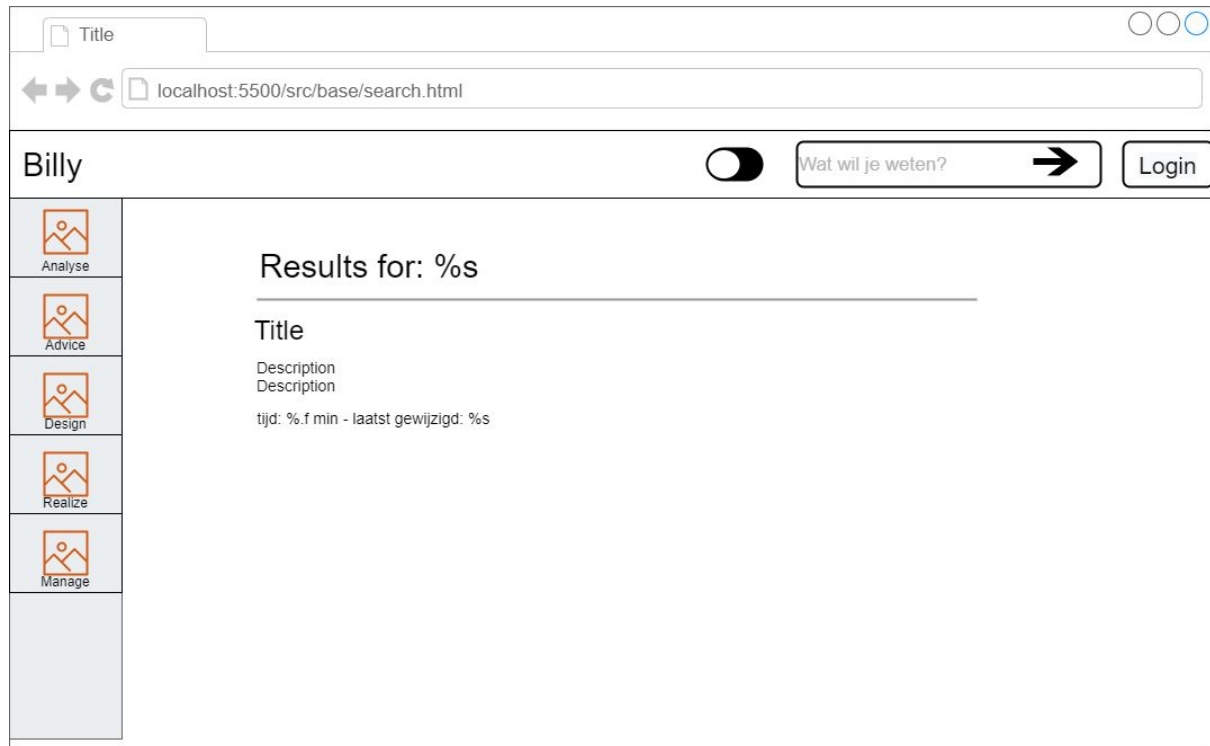 Title
localhost:5500/src/base/search.html
Billy
Wat wil je weten?
Login
Analyse
Advice
Design
Realize
Manage
Results for: %s
Title
Description
Description
tijd: %.f min - laatst gewijzigd: %s